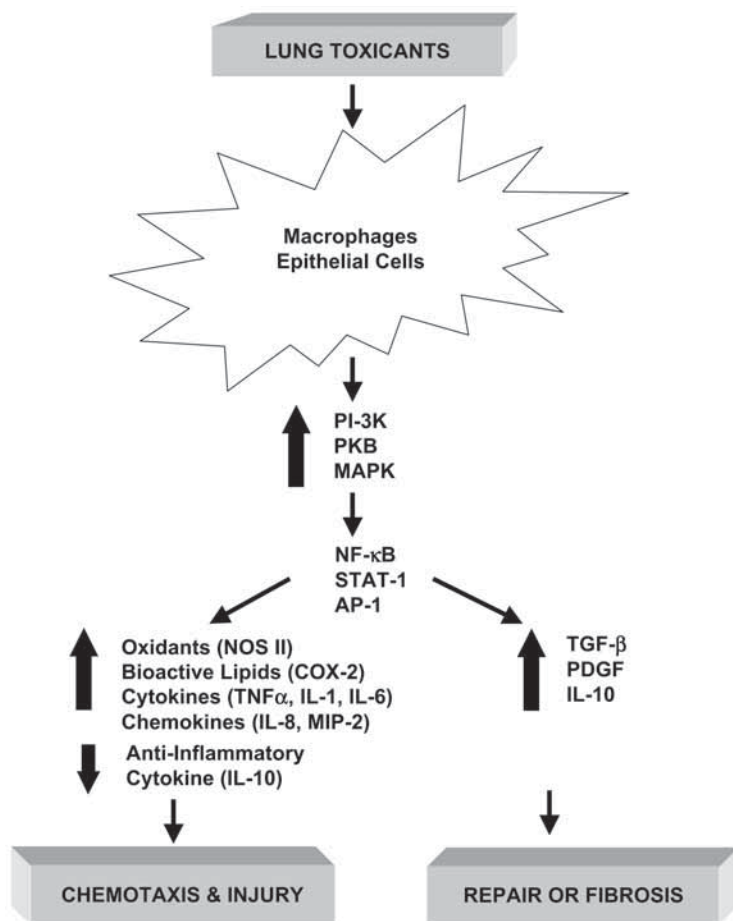 LUNG TOXICANTS
Macrophages
Epithelial Cells
PI-3K
PKB
MAPK
NF-κB
STAT-1
AP-1
Oxidants (NOS II)
Bioactive Lipids (COX-2)
Cytokines (TNFα, IL-1, IL-6)
Chemokines (IL-8, MIP-2)
Anti-Inflammatory
Cytokine (IL-10)
TGF-β
PDGF
IL-10
CHEMOTAXIS & INJURY
REPAIR OR FIBROSIS